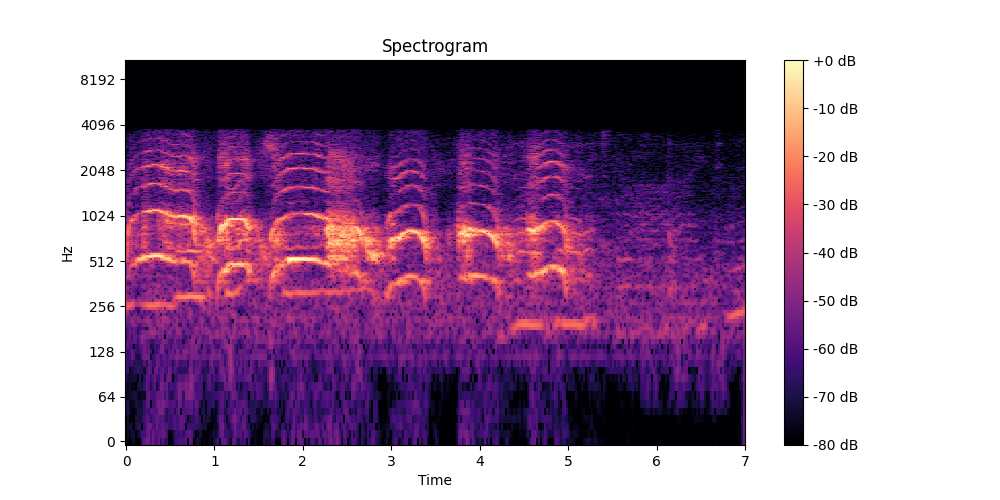 Spectrogram
8192
4096
2048
1024
512
256
128
64
0
Hz
0 1 2 3 4 5 6 7
Time
+0 dB
-10 dB
-20 dB
-30 dB
-40 dB
-50 dB
-60 dB
-70 dB
-80 dB